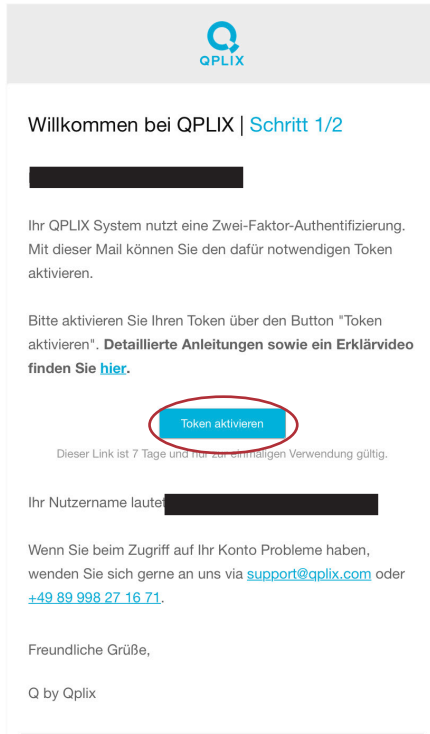 QPLIX
Willkommen bei QPLIX | Schritt 1/2
Ihr QPLIX System nutzt eine Zwei-Faktor-Authentifizierung.
Mit dieser Mail können Sie den dafür notwendigen Token
aktivieren.
Bitte aktivieren Sie Ihren Token über den Button "Token
aktivieren". Detaillierte Anleitungen sowie ein Erklärvideo
finden Sie hier.
Token aktivieren
Dieser Link ist 7 Tage und nur zur einmaligen Verwendung gültig.
Ihr Nutzername lautet
Wenn Sie beim Zugriff auf Ihr Konto Probleme haben,
wenden Sie sich gerne an uns via support@qplix.com oder
+49 89 998 27 16 71.
Freundliche Grüße,
Q by Qplix